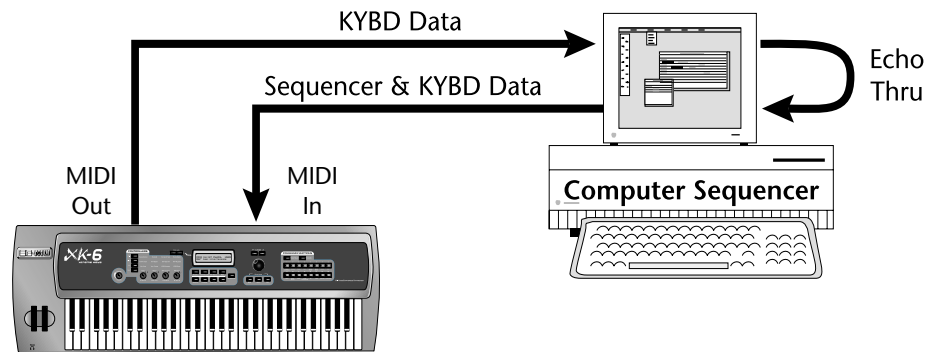 KYBD Data
Echo
Thru
Sequencer & KYBD Data
MIDI
Out
MIDI
In
Computer Sequencer
XK-6